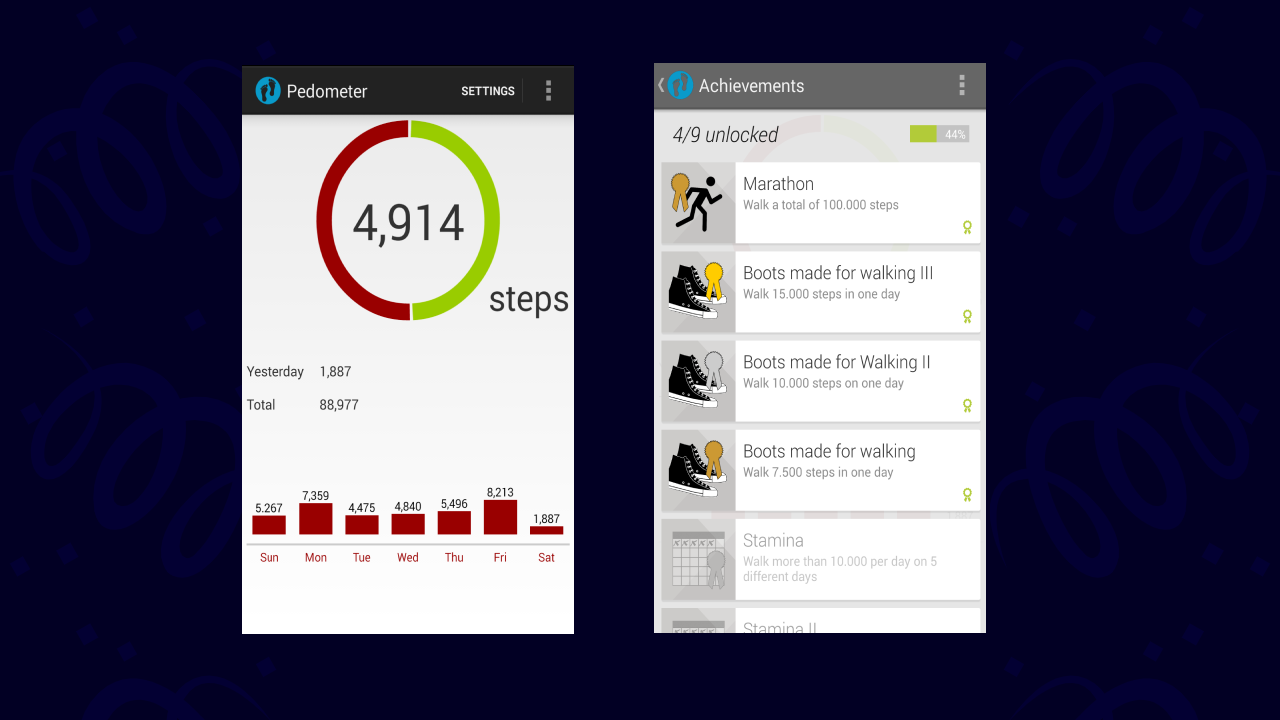 Pedometer
SETTINGS
4,914
steps
Yesterday 1,887
Total 88,977
5.267 7,359 4,475 4,840 5,496 8,213 1,887
Sun Mon Tue Wed Thu Fri Sat
Achievements
4/9 unlocked
44%
Marathon
Walk a total of 100.000 steps
Boots made for walking III
Walk 15.000 steps in one day
Boots made for Walking II
Walk 10.000 steps on one day
Boots made for walking
Walk 7.500 steps in one day
Stamina
Walk more than 10.000 per day on 5
different days
Stamina II